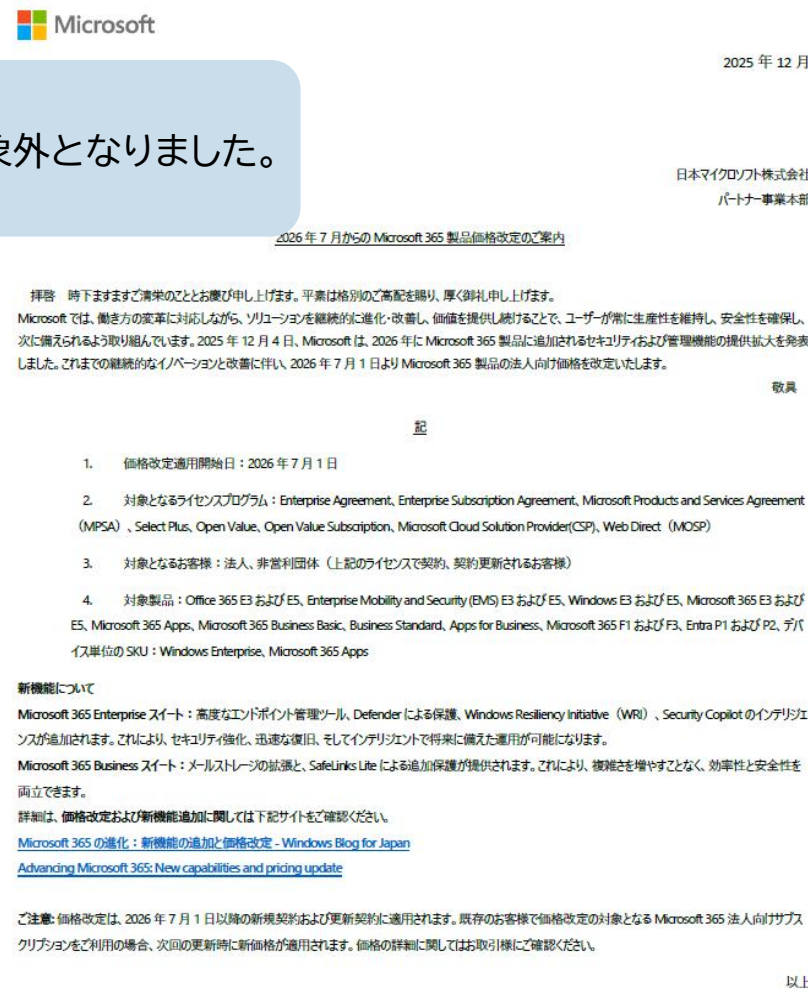 Microsoft
2025 年 12 月
象外となりました。
日本マイクロソフト株式会社
パートナー事業本部
2026 年 7 月からの Microsoft 365 製品価格改定のご案内
拝啓　時下ますますご清栄のこととお慶び申し上げます。平素は格別のご高配を賜り、厚く御礼申し上げます。
Microsoft では、働き方の変革に対応しながら、ソリューションを継続的に進化・改善し、価値を提供し続けることで、ユーザーが常に生産性を維持し、安全性を確保し、
次に備えられるよう取り組んでいます。2025 年 12 月 4 日、Microsoft は、2026 年に Microsoft 365 製品に追加されるセキュリティおよび管理機能の提供拡大を発表
しました。これまでの継続的なイノベーションと改善に伴い、2026 年 7 月 1 日より Microsoft 365 製品の法人向け価格を改定いたします。
敬具
記
1. 価格改定適用開始日：2026 年 7 月 1 日
2. 対象となるライセンスプログラム：Enterprise Agreement、Enterprise Subscription Agreement、Microsoft Products and Services Agreement
（MPSA）、Select Plus、Open Value、Open Value Subscription、Microsoft Cloud Solution Provider(CSP)、Web Direct（MOSP）
3. 対象となるお客様：法人、非営利団体（上記のライセンスで契約、契約更新されるお客様）
4. 対象製品：Office 365 E3 および E5、Enterprise Mobility and Security (EMS) E3 および E5、Windows E3 および E5、Microsoft 365 E3 および
E5、Microsoft 365 Apps、Microsoft 365 Business Basic、Business Standard、Apps for Business、Microsoft 365 F1 および F3、Entra P1 および P2、デバ
イス単位の SKU：Windows Enterprise、Microsoft 365 Apps
新機能について
Microsoft 365 Enterprise スイート：高度なエンドポイント管理ツール、Defender による保護、Windows Resiliency Initiative（WRI）、Security Copilot のインテリジェ
ンスが追加されます。これにより、セキュリティ強化、迅速な復旧、そしてインテリジェントで将来に備えた運用が可能になります。
Microsoft 365 Business スイート：メールストレージの拡張と、SafeLinks Lite による追加保護が提供されます。これにより、複雑さを増やすことなく、効率性と安全性を
両立できます。
詳細は、価格改定および新機能追加に関しては下記サイトをご確認ください。
Microsoft 365 の進化：新機能の追加と価格改定 - Windows Blog for Japan
Advancing Microsoft 365: New capabilities and pricing update
ご注意: 価格改定は、2026 年 7 月 1 日以降の新規契約および更新契約に適用されます。既存のお客様で価格改定の対象となる Microsoft 365 法人向けサブス
クリプションをご利用の場合、次回の更新時に新価格が適用されます。価格の詳細に関してはお取引様にご確認ください。
以上